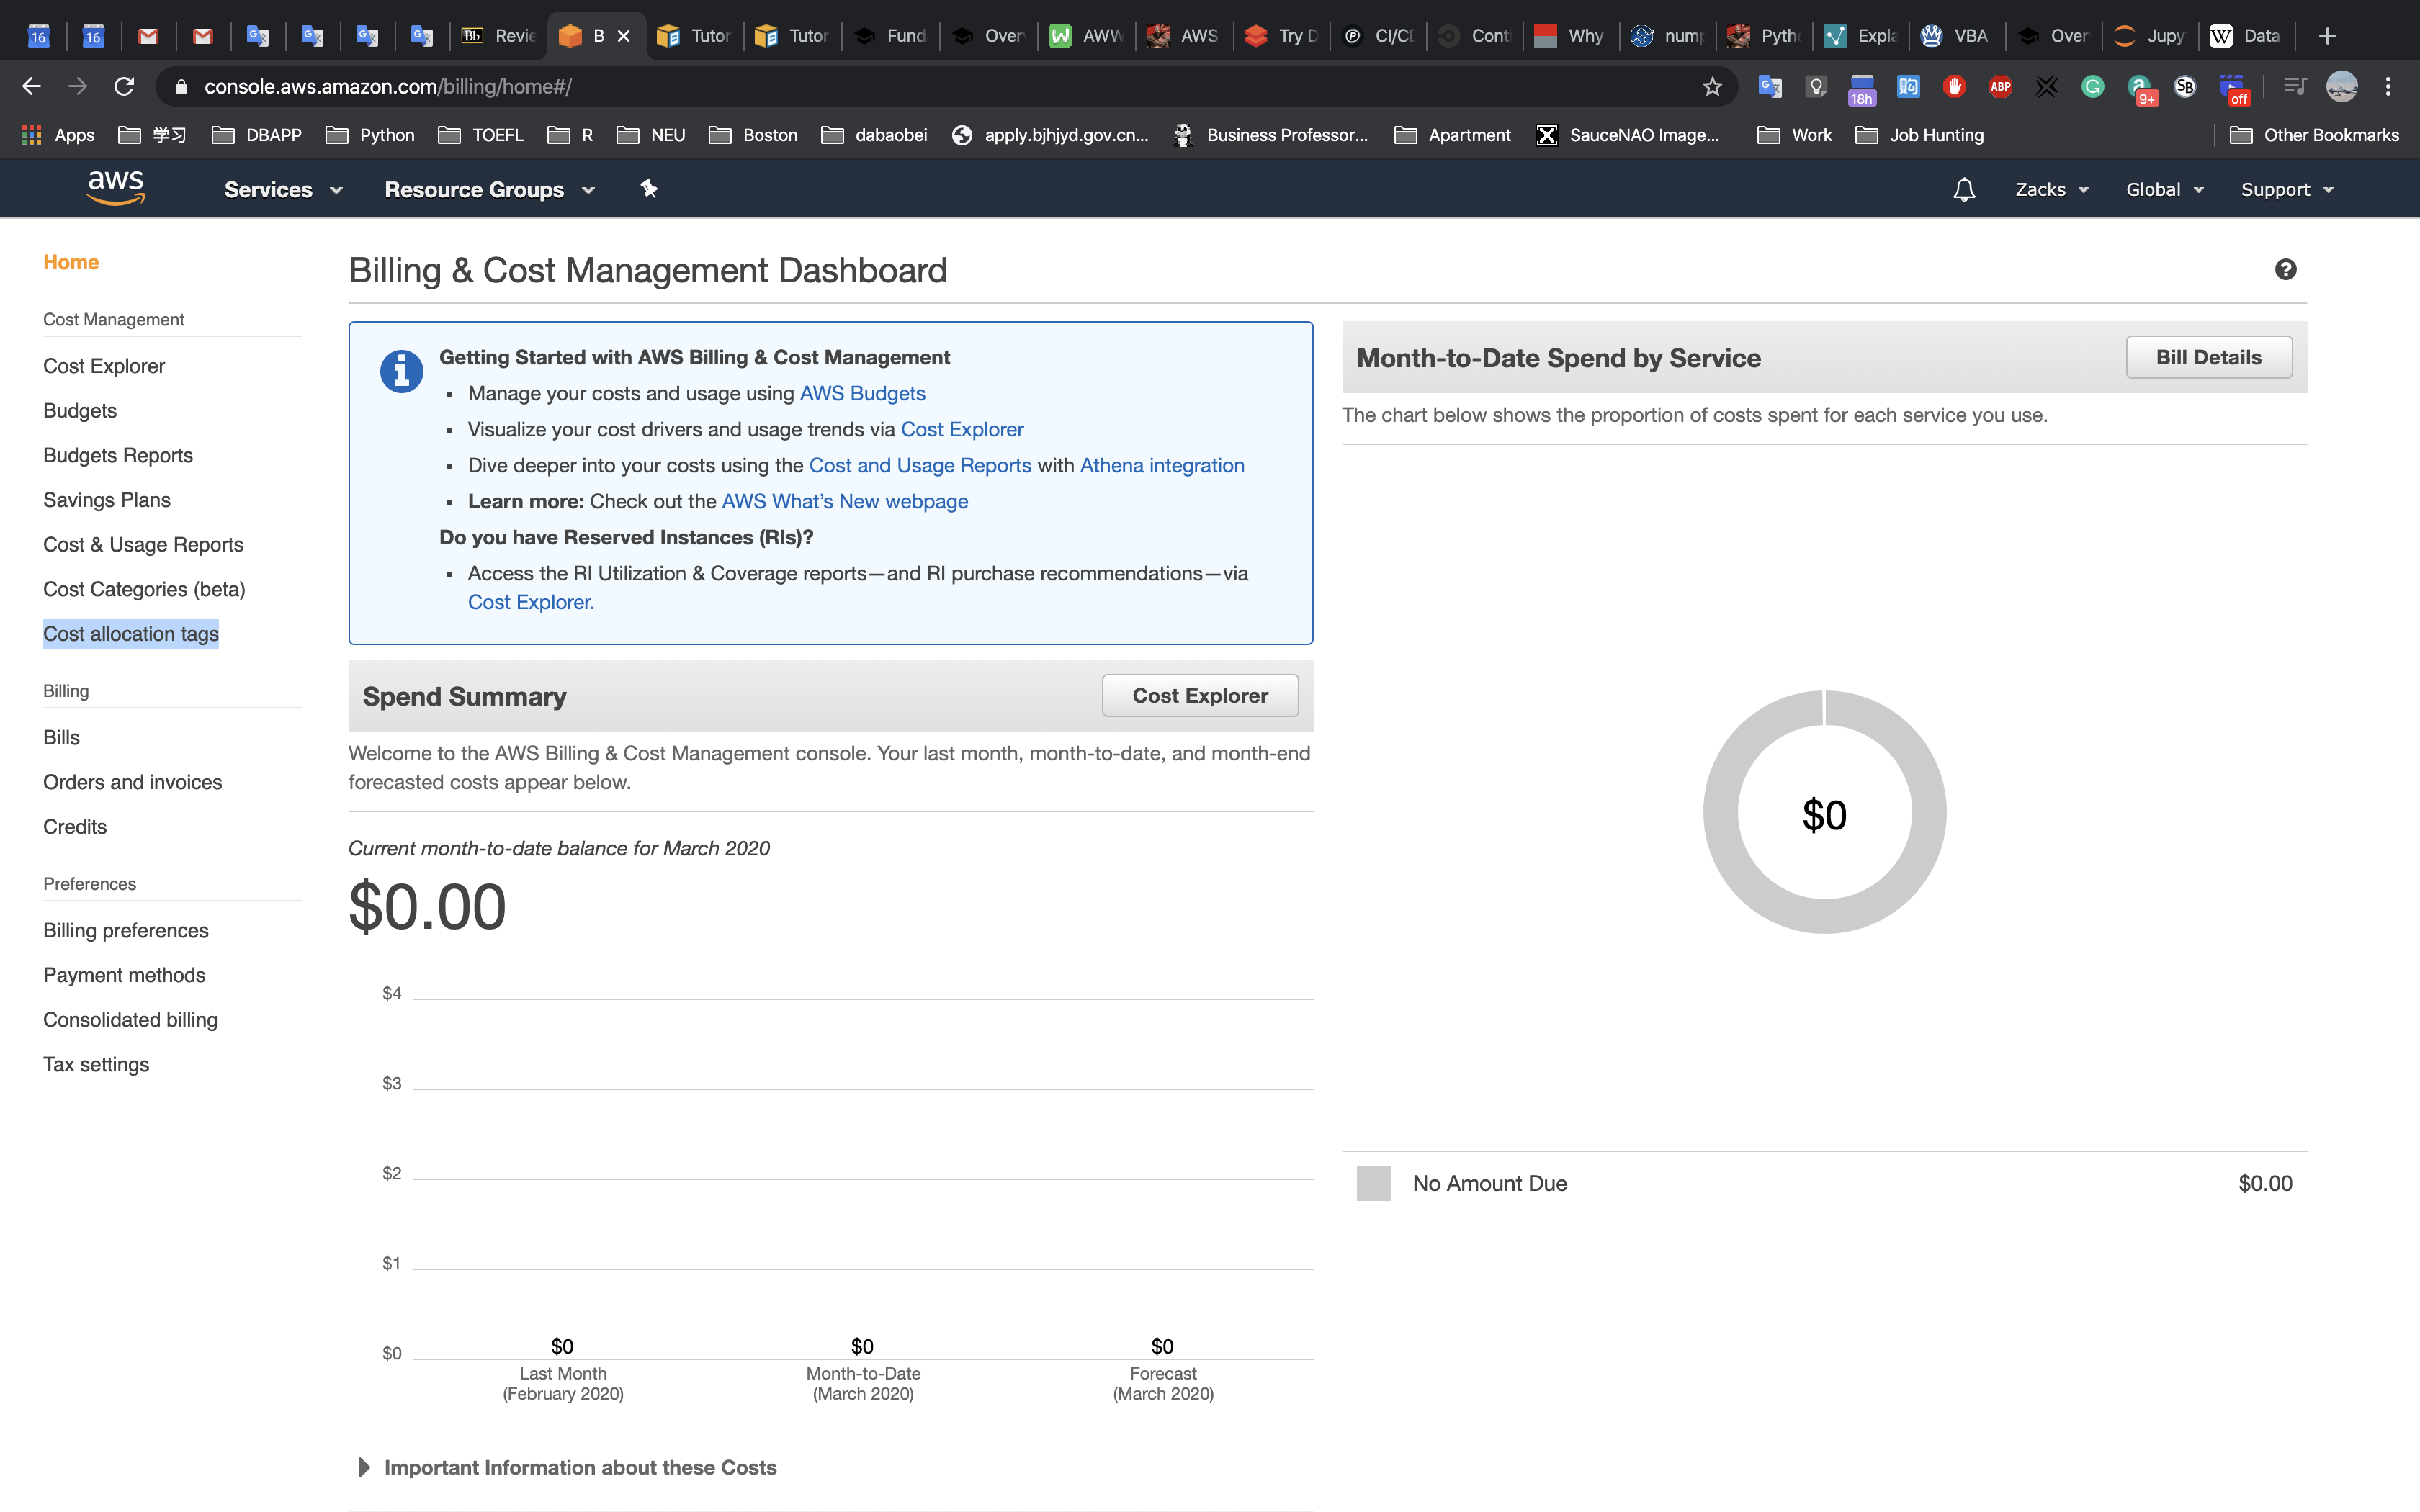 16
16
Bb Revie
B
Tutor
Tutor
Fund
Over
AWW
AWS
Try D
CI/CD
Cont
Why
nump
Pytho
Expla
VBA
Over
Jupy
W Data
console.aws.amazon.com/billing/home#/
18h
ABP
9+
SB
off
Apps
学习
DBAPP
Python
TOEFL
R
NEU
Boston
dabaobei
apply.bjhjyd.gov.cn...
Business Professor...
Apartment
SauceNAO Image...
Work
Job Hunting
Other Bookmarks
aws
Services
Resource Groups
Zacks
Global
Support
Home
Cost Management
Cost Explorer
Budgets
Budgets Reports
Savings Plans
Cost & Usage Reports
Cost Categories (beta)
Cost allocation tags
Billing
Bills
Orders and invoices
Credits
Preferences
Billing preferences
Payment methods
Consolidated billing
Tax settings
Billing & Cost Management Dashboard
Getting Started with AWS Billing & Cost Management
• Manage your costs and usage using AWS Budgets
• Visualize your cost drivers and usage trends via Cost Explorer
• Dive deeper into your costs using the Cost and Usage Reports with Athena integration
• Learn more: Check out the AWS What’s New webpage
Do you have Reserved Instances (RIs)?
• Access the RI Utilization & Coverage reports—and RI purchase recommendations—via
Cost Explorer.
Spend Summary
Cost Explorer
Welcome to the AWS Billing & Cost Management console. Your last month, month-to-date, and month-end
forecasted costs appear below.
Current month-to-date balance for March 2020
$0.00
$4
$3
$2
$1
$0
$0
$0
$0
Last Month
(February 2020)
Month-to-Date
(March 2020)
Forecast
(March 2020)
Important Information about these Costs
Month-to-Date Spend by Service
Bill Details
The chart below shows the proportion of costs spent for each service you use.
$0
No Amount Due
$0.00